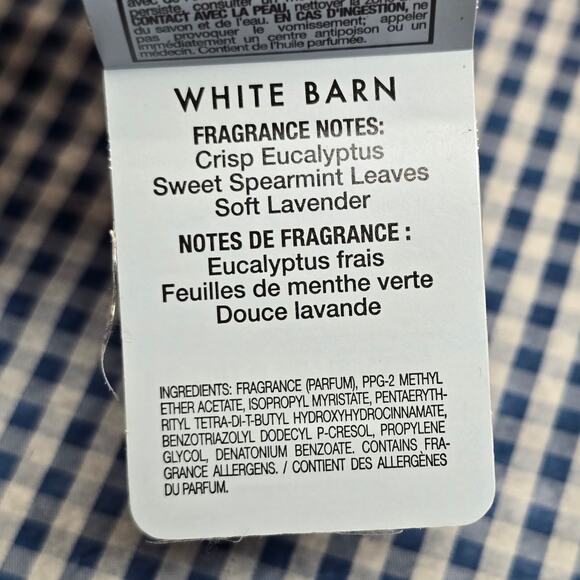 persiste, consulter un
CONTACT AVEC LA PEAU, nettoyer la zone
du savon et de l'eau. EN CAS D'INGESTION, ne
pas provoquer le vomissement; appeler
immédiatement un centre antipoison ou un
médecin. Contient de l'huile parfumée.
WHITE BARN
FRAGRANCE NOTES:
Crisp Eucalyptus
Sweet Spearmint Leaves
Soft Lavender
NOTES DE FRAGRANCE :
Eucalyptus frais
Feuilles de menthe verte
Douce lavande
INGREDIENTS: FRAGRANCE (PARFUM), PPG-2 METHYL
ETHER ACETATE, ISOPROPYL MYRISTATE, PENTAERYTH-
RITYL TETRA-DI-T-BUTYL HYDROXYHYDROCINNAMATE,
BENZOTRIAZOLYL DODECYL P-CRESOL, PROPYLENE
GLYCOL, DENATONIUM BENZOATE. CONTAINS FRA-
GRANCE ALLERGENS. / CONTIENT DES ALLERGÈNES
DU PARFUM.